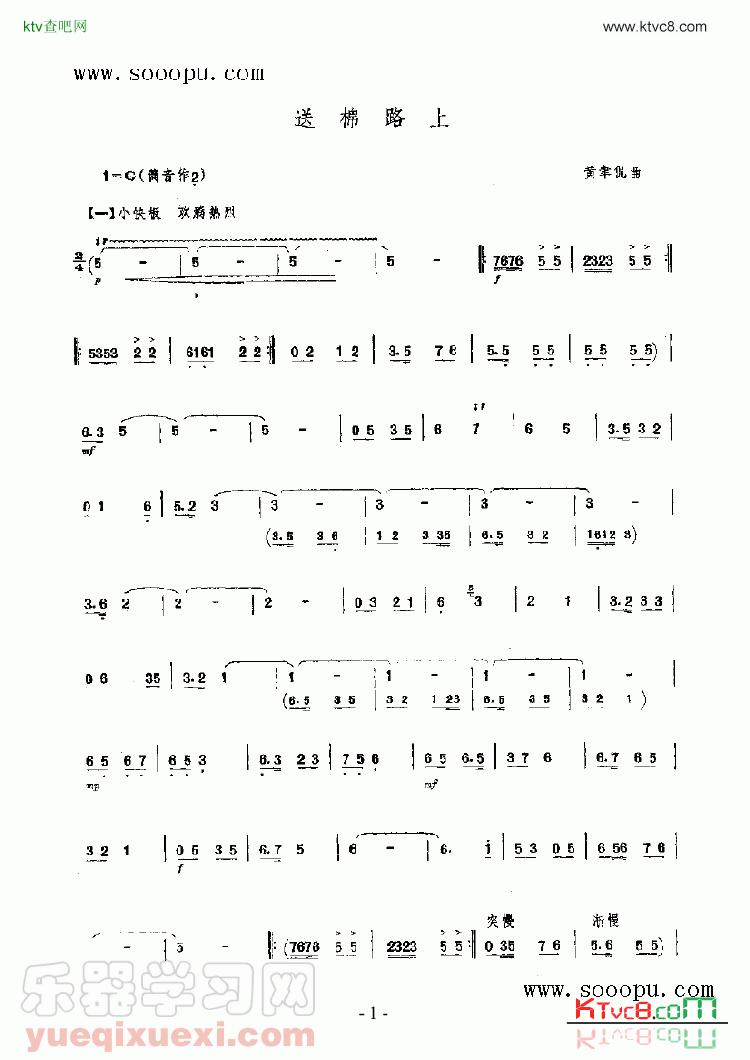 ktv查吧网 www.ktvc8.com
www.sooopu.com
送棉路上
1=G(筒音作2)
曲
【一】小快板 欢腾热烈
2/4 (5 - | 5 - | 5 - | 5 - |: 7676 5 5 | 2323 5 5 :|
p f
|: 5353 2 2 | 6161 2 2 :| 0 2 1 2 | 3.5 7 6 | 5.5 5 5 | 5 5 5 5) |
6.3 5 | 5 - | 5 - | 0 5 3 5 | 6 7 | 6 5 | 3.5 3 2 |
mf
0 1 6 | 5.2 3 | 3 - | 3 - | 3 - | 3 - |
(3.5 3 6 | 1 2 3 35 | 6.5 3 2 | 1612 3)
3.6 2 | 2 - | 2 - | 0 3 2 1 | 6 3 | 2 1 | 3.2 3 3 |
0 6 35 | 3.2 1 | 1 - | 1 - | 1 - | 1 - |
(6.5 3 5 | 3 2 1 23 | 6.5 3 5 | 3 2 1)
6 5 6 7 | 6 5 3 | 6.3 2 3 | 7 5 6 | 6 5 6.5 | 3 7 6 | 6.7 6 5 |
mp mf
3 2 1 | 0 5 3 5 | 6.7 5 | 6 - | 6. i | 5 3 0 5 | 6 56 7 6 |
f
突慢 渐慢
- | 5 - |: (7676 5 5 | 2323 5 5 :| 0 35 7 6 | 5.6 5) |
www.sooopu.com
乐器学习网
yueqixuexi.com
- 1 -
KTvc8.com